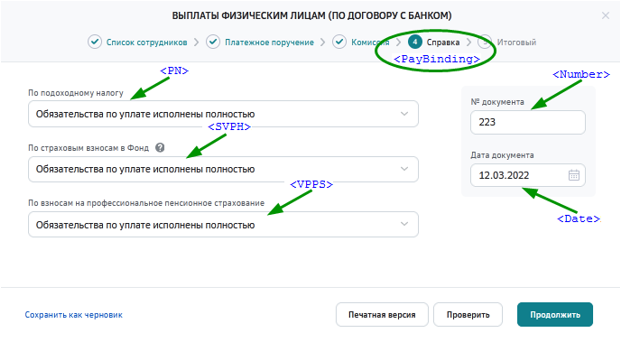 ВЫПЛАТЫ ФИЗИЧЕСКИМ ЛИЦАМ (ПО ДОГОВОРУ С БАНКОМ)
Список сотрудников > Платежное поручение > Комиссия > 4 Справка > Итоговый
<PayBinding>
<PN>
<Number>
По подоходному налогу
Обязательства по уплате исполнены полностью
№ документа
223
<SVPH>
По страховым взносам в Фонд ?
Обязательства по уплате исполнены полностью
Дата документа
12.03.2022
<VPPS>
По взносам на профессиональное пенсионное страхование
Обязательства по уплате исполнены полностью
<Date>
Сохранить как черновик
Печатная версия
Проверить
Продолжить